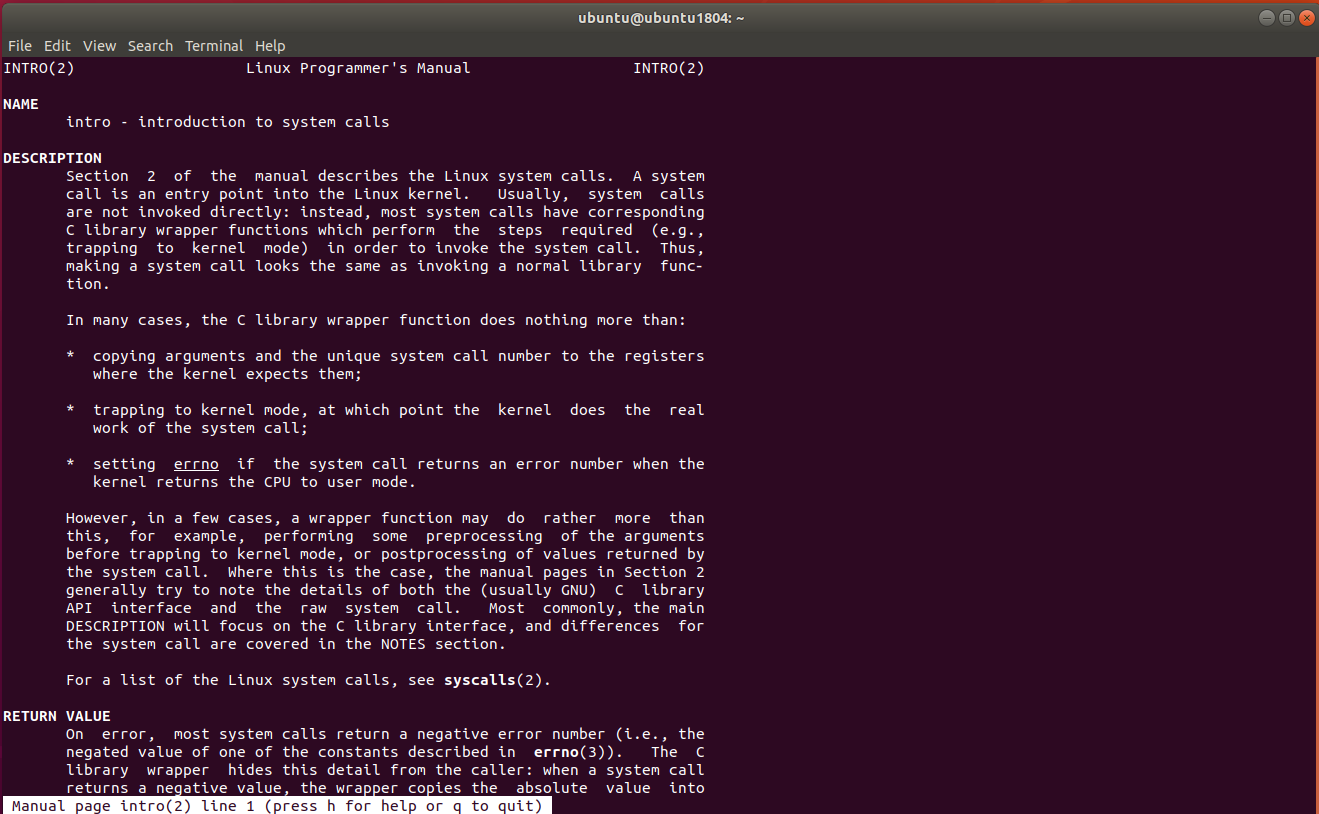 ubuntu@ubuntu1804: ~
File Edit View Search Terminal Help
INTRO(2)                   Linux Programmer's Manual                  INTRO(2)
NAME
       intro - introduction to system calls
DESCRIPTION
       Section  2  of  the  manual describes the Linux system calls.  A system
       call is an entry point into the Linux kernel.   Usually,  system  calls
       are not invoked directly: instead, most system calls have corresponding
       C library wrapper functions which perform  the  steps  required  (e.g.,
       trapping  to  kernel  mode)  in order to invoke the system call.  Thus,
       making a system call looks the same as invoking a normal library  func-
       tion.
       In many cases, the C library wrapper function does nothing more than:
       *  copying arguments and the unique system call number to the registers
          where the kernel expects them;
       *  trapping to kernel mode, at which point the  kernel  does  the  real
          work of the system call;
       *  setting  errno  if  the system call returns an error number when the
          kernel returns the CPU to user mode.
       However, in a few cases, a wrapper function may  do  rather  more  than
       this,  for  example,  performing  some  preprocessing  of the arguments
       before trapping to kernel mode, or postprocessing of values returned by
       the system call.  Where this is the case, the manual pages in Section 2
       generally try to note the details of both the (usually GNU)  C  library
       API  interface  and  the  raw  system  call.   Most  commonly, the main
       DESCRIPTION will focus on the C library interface, and differences  for
       the system call are covered in the NOTES section.
       For a list of the Linux system calls, see syscalls(2).
RETURN VALUE
       On  error,  most system calls return a negative error number (i.e., the
       negated value of one of the constants described in  errno(3)).   The  C
       library  wrapper  hides this detail from the caller: when a system call
       returns a negative value, the wrapper copies the  absolute  value  into
 Manual page intro(2) line 1 (press h for help or q to quit)